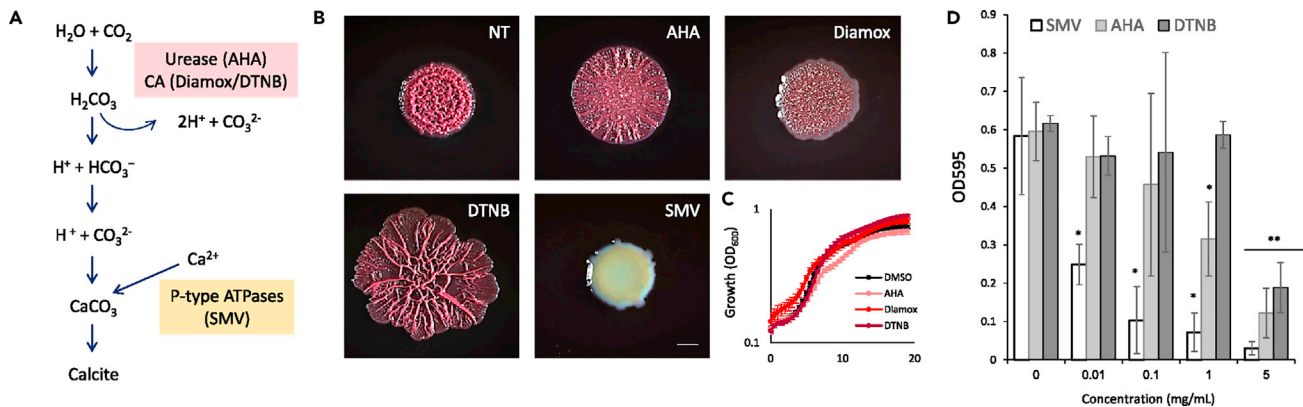 A
H₂O + CO₂
Urease (AHA)
CA (Diamox/DTNB)
H₂CO₃
2H⁺ + CO₃²⁻
H⁺ + HCO₃⁻
H⁺ + CO₃²⁻
Ca²⁺
CaCO₃
P-type ATPases
(SMV)
Calcite
B
NT
AHA
Diamox
DTNB
SMV
C
Growth (OD₆₀₀)
1
0.1
0
10
20
DMSO
AHA
Diamox
DTNB
D
SMV
AHA
DTNB
OD595
0.9
0.8
0.7
0.6
0.5
0.4
0.3
0.2
0.1
0
*
*
*
*
**
0
0.01
0.1
1
5
Concentration (mg/mL)